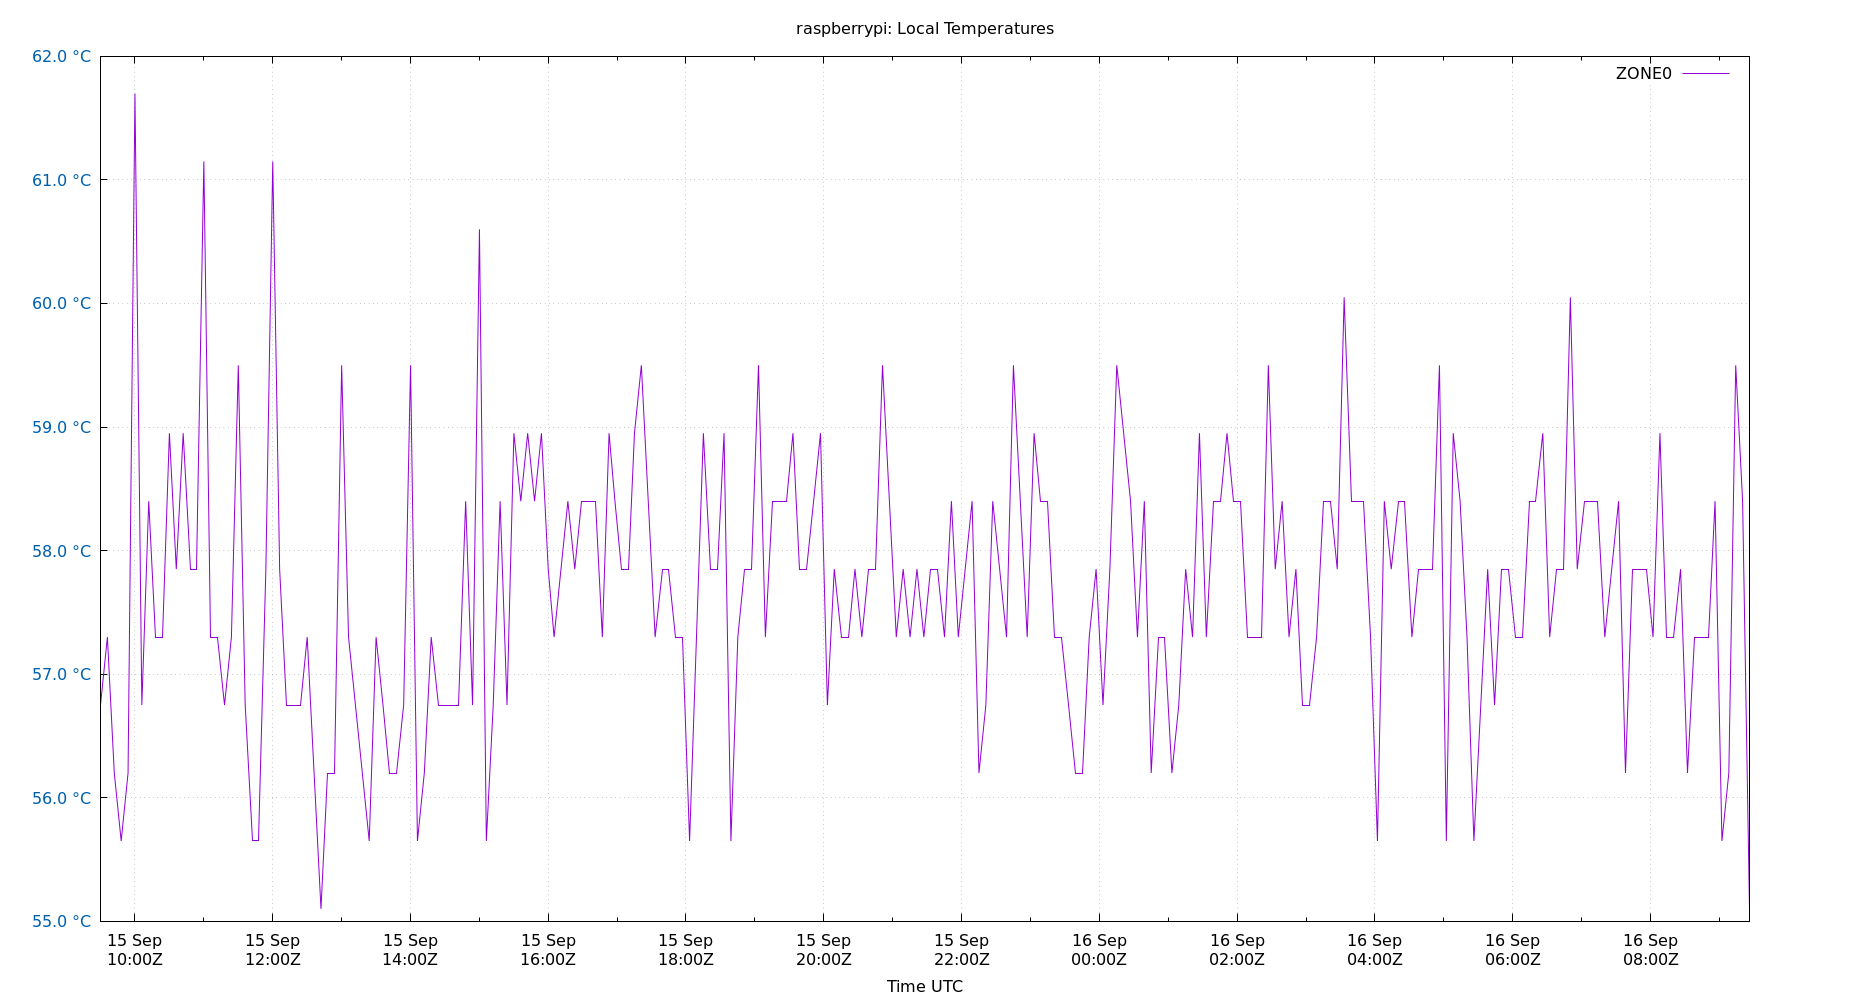 raspberrypi: Local Temperatures
62.0 °C
ZONE0
61.0 °C
60.0 °C
59.0 °C
58.0 °C
57.0 °C
56.0 °C
55.0 °C
15 Sep 15 Sep 15 Sep 15 Sep 15 Sep 15 Sep 15 Sep 16 Sep 16 Sep 16 Sep 16 Sep 16 Sep
10:00Z 12:00Z 14:00Z 16:00Z 18:00Z 20:00Z 22:00Z 00:00Z 02:00Z 04:00Z 06:00Z 08:00Z
Time UTC